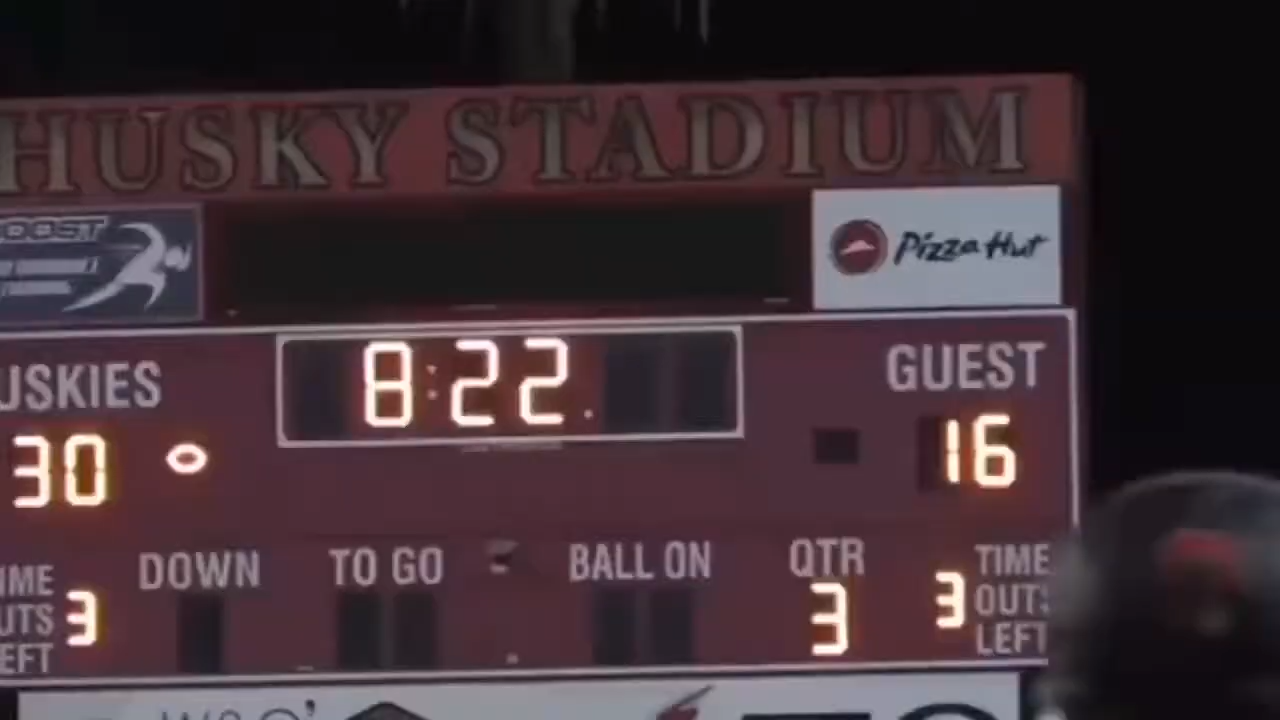 HUSKY STADIUM
OOST
Pizza Hut
USKIES
8:22
GUEST
30
16
DOWN
TO GO
BALL ON
QTR
IME
UTS
EFT
3
3
3
TIME
OUTS
LEFT